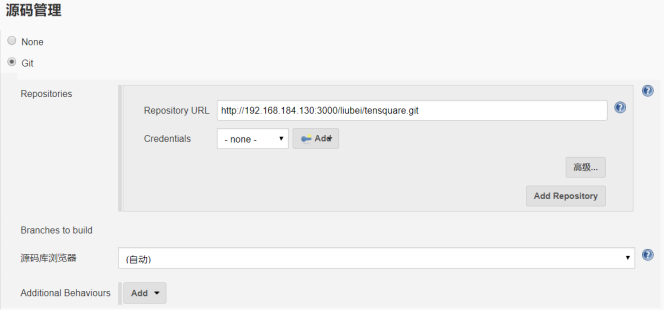 源码管理
None
Git
Repositories
Repository URL http://192.168.184.130:3000/liubei/tensquare.git
Credentials - none - Add
高级...
Add Repository
Branches to build
源码库浏览器 (自动)
Additional Behaviours Add